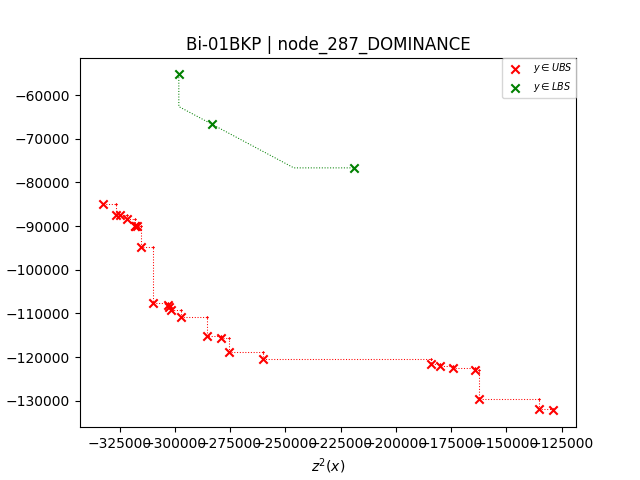 Bi-01BKP | node_287_DOMINANCE
y ∈ UBS
y ∈ LBS
−60000
−70000
−80000
−90000
−100000
−110000
−120000
−130000
−325000 −300000 −275000 −250000 −225000 −200000 −175000 −150000 −125000
z²(x)